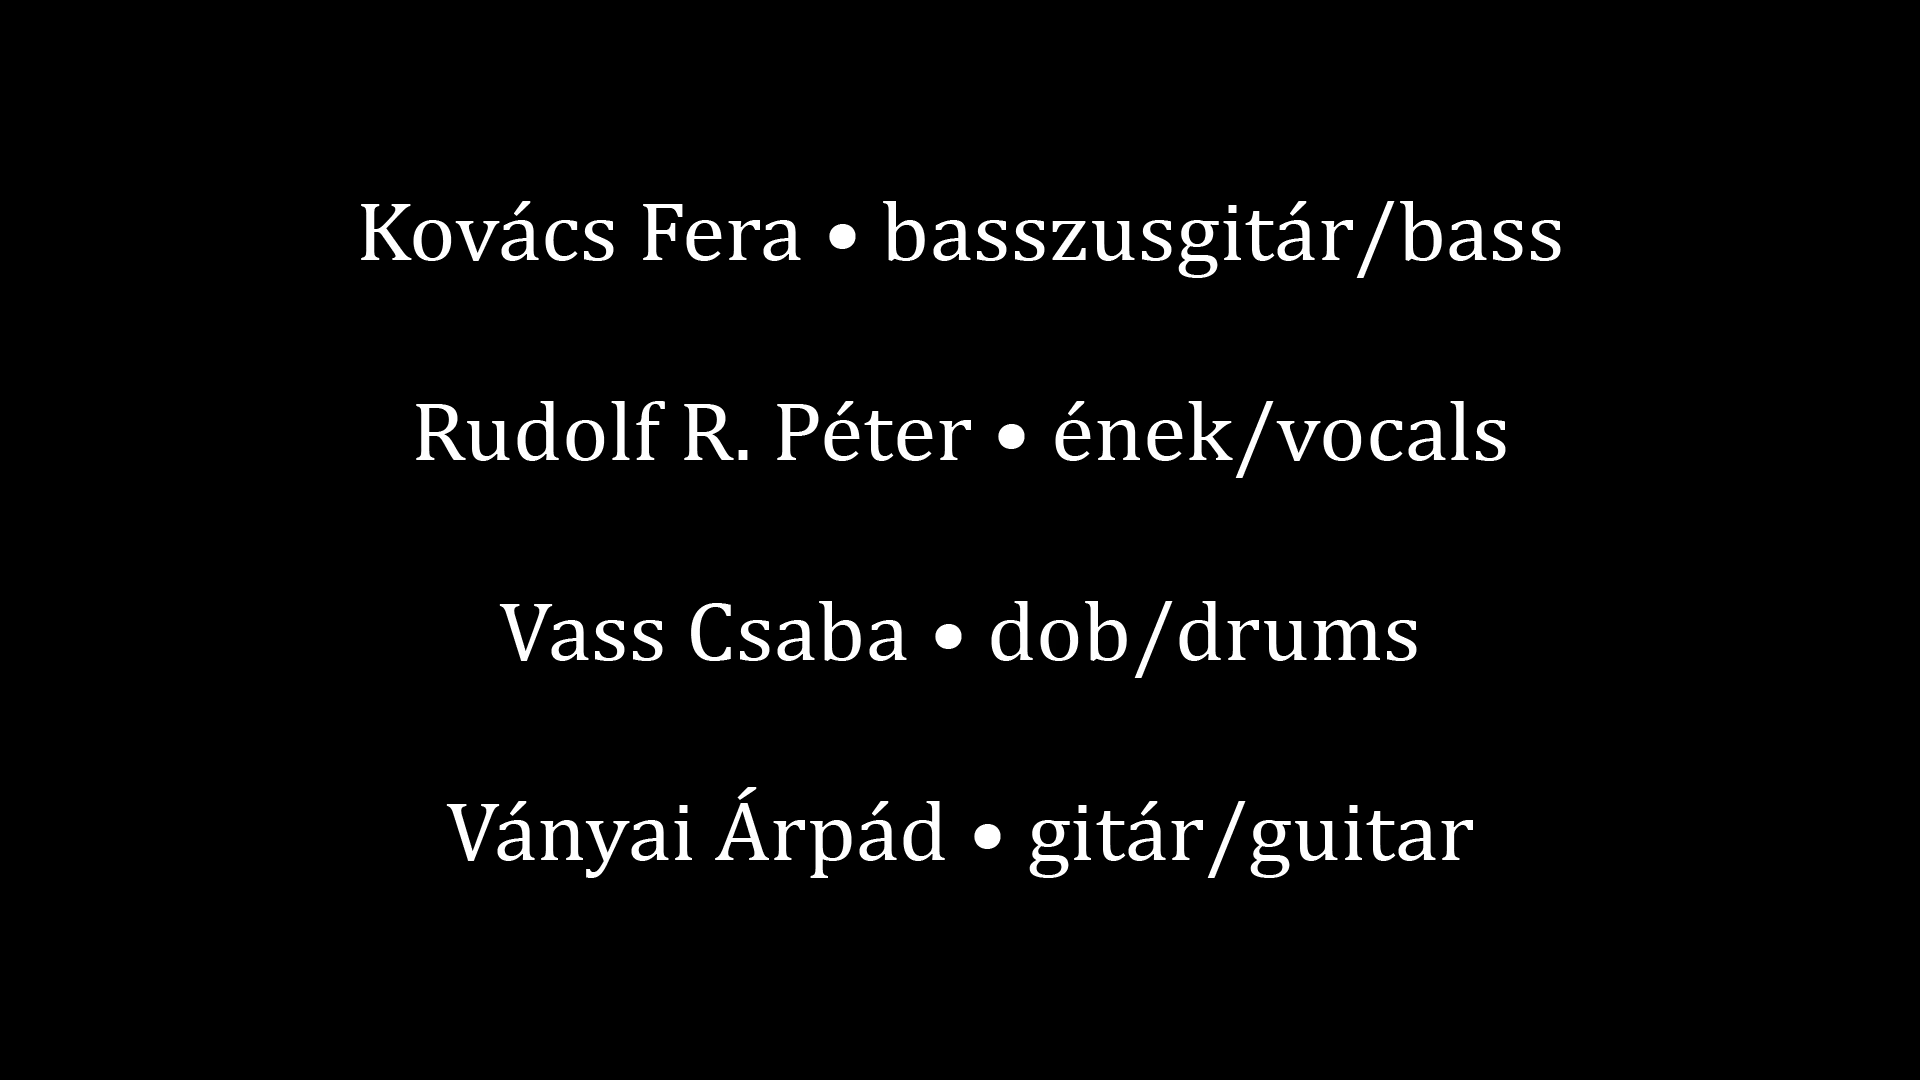 Kovács Fera • basszusgitár/bass
Rudolf R. Péter • ének/vocals
Vass Csaba • dob/drums
Ványai Árpád • gitár/guitar